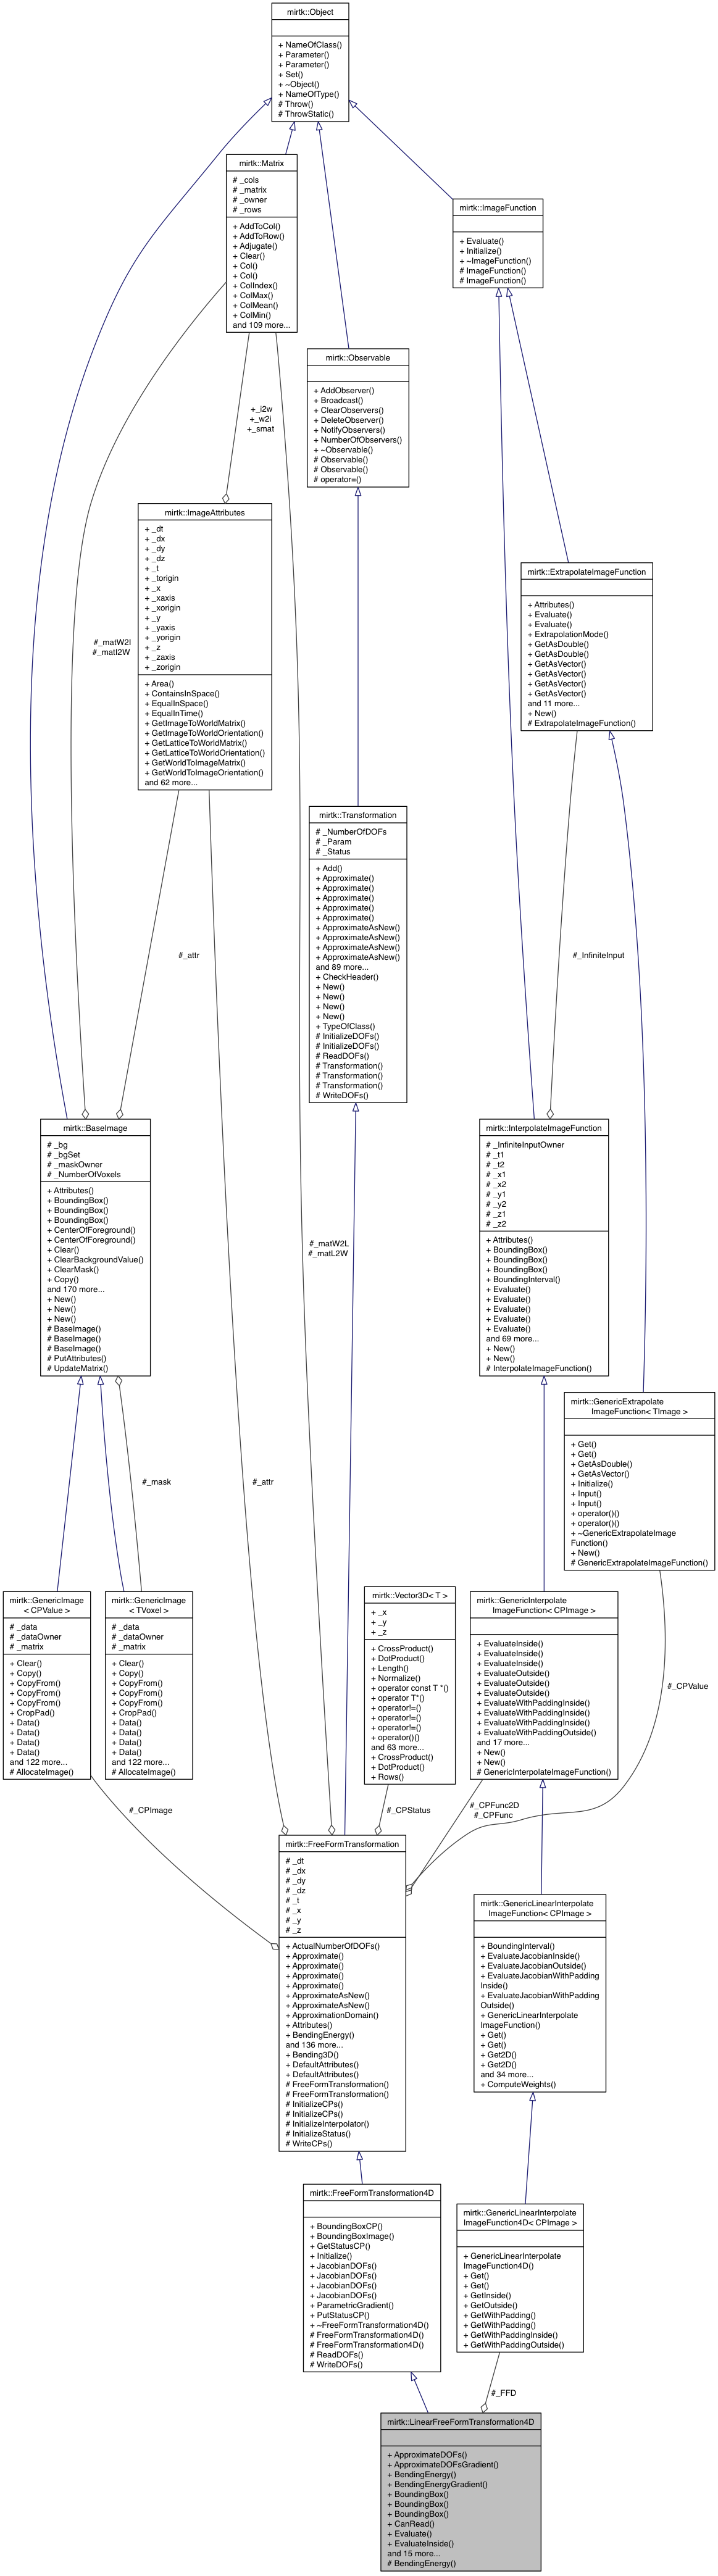 mirtk::Object
+ NameOfClass()
+ Parameter()
+ Parameter()
+ Set()
+ ~Object()
+ NameOfType()
# Throw()
# ThrowStatic()
mirtk::Matrix
# _cols
# _matrix
# _owner
# _rows
+ AddToCol()
+ AddToRow()
+ Adjugate()
+ Clear()
+ Col()
+ Col()
+ ColIndex()
+ ColMax()
+ ColMean()
+ ColMin()
and 109 more...
mirtk::ImageFunction
+ Evaluate()
+ Initialize()
+ ~ImageFunction()
# ImageFunction()
# ImageFunction()
mirtk::Observable
+ AddObserver()
+ Broadcast()
+ ClearObservers()
+ DeleteObserver()
+ NotifyObservers()
+ NumberOfObservers()
+ ~Observable()
# Observable()
# Observable()
# operator=()
+_i2w
+_w2i
+_smat
mirtk::ImageAttributes
+ _dt
+ _dx
+ _dy
+ _dz
+ _t
+ _torigin
+ _x
+ _xaxis
+ _xorigin
+ _y
+ _yaxis
+ _yorigin
+ _z
+ _zaxis
+ _zorigin
+ Area()
+ ContainsInSpace()
+ EqualInSpace()
+ EqualInTime()
+ GetImageToWorldMatrix()
+ GetImageToWorldOrientation()
+ GetLatticeToWorldMatrix()
+ GetLatticeToWorldOrientation()
+ GetWorldToImageMatrix()
+ GetWorldToImageOrientation()
and 62 more...
mirtk::ExtrapolateImageFunction
+ Attributes()
+ Evaluate()
+ Evaluate()
+ ExtrapolationMode()
+ GetAsDouble()
+ GetAsDouble()
+ GetAsVector()
+ GetAsVector()
+ GetAsVector()
+ GetAsVector()
and 11 more...
+ New()
# ExtrapolateImageFunction()
#_matW2I
#_matI2W
mirtk::Transformation
# _NumberOfDOFs
# _Param
# _Status
+ Add()
+ Approximate()
+ Approximate()
+ Approximate()
+ Approximate()
+ Approximate()
+ ApproximateAsNew()
+ ApproximateAsNew()
+ ApproximateAsNew()
+ ApproximateAsNew()
and 89 more...
+ CheckHeader()
+ New()
+ New()
+ New()
+ New()
+ TypeOfClass()
# InitializeDOFs()
# InitializeDOFs()
# ReadDOFs()
# Transformation()
# Transformation()
# Transformation()
# WriteDOFs()
#_attr
#_InfiniteInput
mirtk::BaseImage
# _bg
# _bgSet
# _maskOwner
# _NumberOfVoxels
+ Attributes()
+ BoundingBox()
+ BoundingBox()
+ BoundingBox()
+ CenterOfForeground()
+ CenterOfForeground()
+ Clear()
+ ClearBackgroundValue()
+ ClearMask()
+ Copy()
and 170 more...
+ New()
+ New()
+ New()
# BaseImage()
# BaseImage()
# BaseImage()
# PutAttributes()
# UpdateMatrix()
mirtk::InterpolateImageFunction
# _InfiniteInputOwner
# _t1
# _t2
# _x1
# _x2
# _y1
# _y2
# _z1
# _z2
+ Attributes()
+ BoundingBox()
+ BoundingBox()
+ BoundingBox()
+ BoundingInterval()
+ Evaluate()
+ Evaluate()
+ Evaluate()
+ Evaluate()
+ Evaluate()
and 69 more...
+ New()
+ New()
# InterpolateImageFunction()
#_matW2L
#_matL2W
mirtk::GenericExtrapolate
ImageFunction< TImage >
+ Get()
+ Get()
+ GetAsDouble()
+ GetAsVector()
+ Initialize()
+ Input()
+ Input()
+ operator()()
+ operator()()
+ ~GenericExtrapolateImage
Function()
+ New()
# GenericExtrapolateImageFunction()
#_mask
#_attr
mirtk::GenericImage
< CPValue >
# _data
# _dataOwner
# _matrix
+ Clear()
+ Copy()
+ CopyFrom()
+ CopyFrom()
+ CopyFrom()
+ CropPad()
+ Data()
+ Data()
+ Data()
+ Data()
and 122 more...
# AllocateImage()
mirtk::GenericImage
< TVoxel >
# _data
# _dataOwner
# _matrix
+ Clear()
+ Copy()
+ CopyFrom()
+ CopyFrom()
+ CopyFrom()
+ CropPad()
+ Data()
+ Data()
+ Data()
+ Data()
and 122 more...
# AllocateImage()
mirtk::Vector3D< T >
+ _x
+ _y
+ _z
+ CrossProduct()
+ DotProduct()
+ Length()
+ Normalize()
+ operator const T *()
+ operator T*()
+ operator!=()
+ operator!=()
+ operator!=()
+ operator()()
and 63 more...
+ CrossProduct()
+ DotProduct()
+ Rows()
mirtk::GenericInterpolate
ImageFunction< CPImage >
+ EvaluateInside()
+ EvaluateInside()
+ EvaluateInside()
+ EvaluateOutside()
+ EvaluateOutside()
+ EvaluateOutside()
+ EvaluateWithPaddingInside()
+ EvaluateWithPaddingInside()
+ EvaluateWithPaddingInside()
+ EvaluateWithPaddingOutside()
and 17 more...
+ New()
+ New()
# GenericInterpolateImageFunction()
#_CPValue
#_CPImage
#_CPStatus
#_CPFunc2D
#_CPFunc
mirtk::FreeFormTransformation
# _dt
# _dx
# _dy
# _dz
# _t
# _x
# _y
# _z
+ ActualNumberOfDOFs()
+ Approximate()
+ Approximate()
+ Approximate()
+ Approximate()
+ ApproximateAsNew()
+ ApproximateAsNew()
+ ApproximationDomain()
+ Attributes()
+ BendingEnergy()
and 136 more...
+ Bending3D()
+ DefaultAttributes()
+ DefaultAttributes()
# FreeFormTransformation()
# FreeFormTransformation()
# InitializeCPs()
# InitializeCPs()
# InitializeInterpolator()
# InitializeStatus()
# WriteCPs()
mirtk::GenericLinearInterpolate
ImageFunction< CPImage >
+ BoundingInterval()
+ EvaluateJacobianInside()
+ EvaluateJacobianOutside()
+ EvaluateJacobianWithPadding
Inside()
+ EvaluateJacobianWithPadding
Outside()
+ GenericLinearInterpolate
ImageFunction()
+ Get()
+ Get()
+ Get2D()
+ Get2D()
and 34 more...
+ ComputeWeights()
mirtk::FreeFormTransformation4D
+ BoundingBoxCP()
+ BoundingBoxImage()
+ GetStatusCP()
+ Initialize()
+ JacobianDOFs()
+ JacobianDOFs()
+ JacobianDOFs()
+ JacobianDOFs()
+ ParametricGradient()
+ PutStatusCP()
+ ~FreeFormTransformation4D()
# FreeFormTransformation4D()
# FreeFormTransformation4D()
# ReadDOFs()
# WriteDOFs()
mirtk::GenericLinearInterpolate
ImageFunction4D< CPImage >
+ GenericLinearInterpolate
ImageFunction4D()
+ Get()
+ Get()
+ GetInside()
+ GetOutside()
+ GetWithPadding()
+ GetWithPadding()
+ GetWithPaddingInside()
+ GetWithPaddingOutside()
#_FFD
mirtk::LinearFreeFormTransformation4D
+ ApproximateDOFs()
+ ApproximateDOFsGradient()
+ BendingEnergy()
+ BendingEnergyGradient()
+ BoundingBox()
+ BoundingBox()
+ BoundingBox()
+ CanRead()
+ Evaluate()
+ EvaluateInside()
and 15 more...
# BendingEnergy()